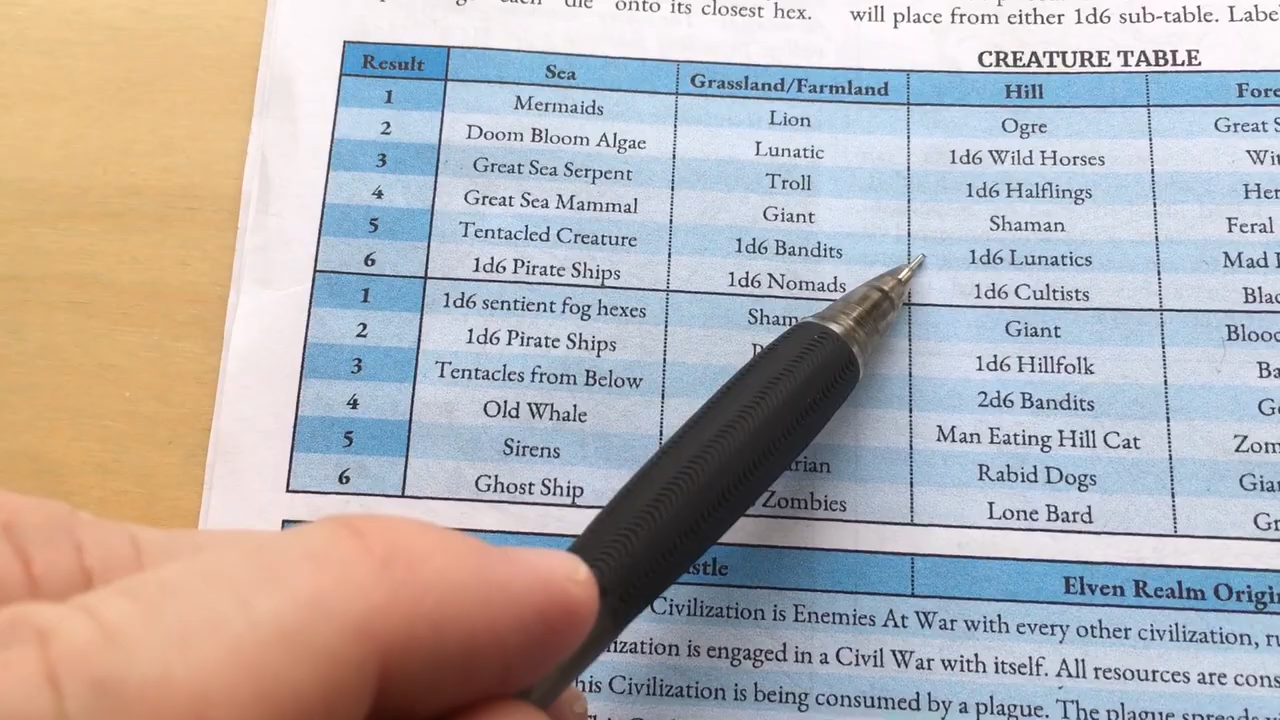 onto its closest hex.
will place from either 1d6 sub-table.
CREATURE TABLE
Result Sea Grassland/Farmland Hill
1 Mermaids Lion Ogre Great
2 Doom Bloom Algae Lunatic 1d6 Wild Horses
3 Great Sea Serpent Troll 1d6 Halflings
4 Great Sea Mammal Giant Shaman Feral
5 Tentacled Creature 1d6 Bandits 1d6 Lunatics Mad
6 1d6 Pirate Ships 1d6 Nomads 1d6 Cultists
1 1d6 sentient fog hexes Giant
2 1d6 Pirate Ships 1d6 Hillfolk
3 Tentacles from Below 2d6 Bandits
4 Old Whale Man Eating Hill Cat
5 Sirens Rabid Dogs
6 Ghost Ship Zombies Lone Bard
Elven Realm
Civilization is Enemies At War with every other civilization,
is engaged in a Civil War with itself. All resources are
Civilization is being consumed by a plague. The plague